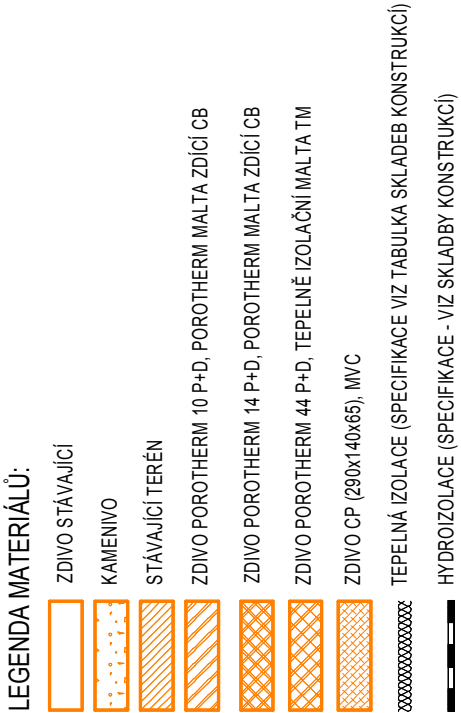 LEGENDA MATERIÁLŮ:
ZDIVO STÁVAJÍCÍ
KAMENIVO
STÁVAJÍCÍ TERÉN
ZDIVO POROTHERM 10 P+D, POROTHERM MALTA ZDÍCÍ CB
ZDIVO POROTHERM 14 P+D, POROTHERM MALTA ZDÍCÍ CB
ZDIVO POROTHERM 44 P+D, TEPELNĚ IZOLAČNÍ MALTA TM
ZDIVO CP (290x140x65), MVC
TEPELNÁ IZOLACE (SPECIFIKACE VIZ TABULKA SKLADEB KONSTRUKCÍ)
HYDROIZOLACE (SPECIFIKACE - VIZ SKLADBY KONSTRUKCÍ)